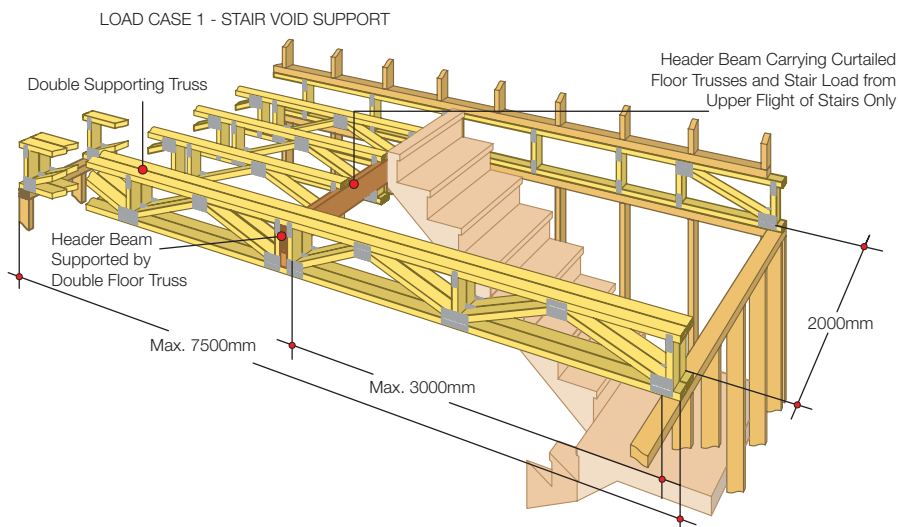 LOAD CASE 1 - STAIR VOID SUPPORT
Header Beam Carrying Curtailed
Floor Trusses and Stair Load from
Upper Flight of Stairs Only
Double Supporting Truss
Header Beam
Supported by
Double Floor Truss
2000mm
Max. 7500mm
Max. 3000mm